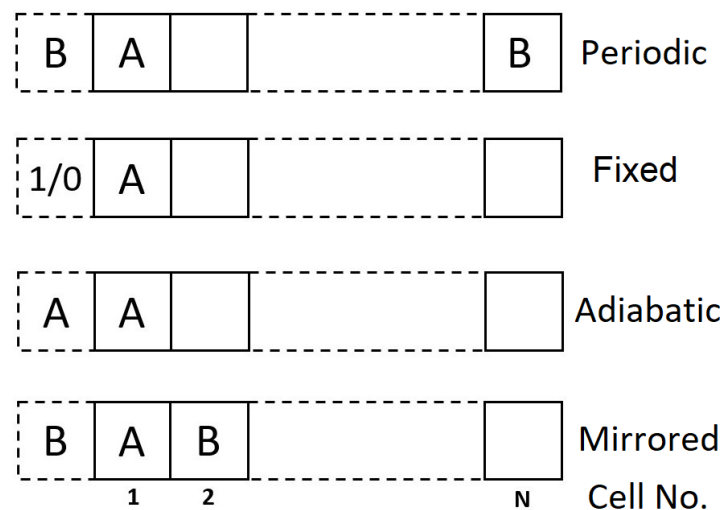 B A B Periodic
1/0 A Fixed
A A Adiabatic
B A B Mirrored
1 2 N Cell No.